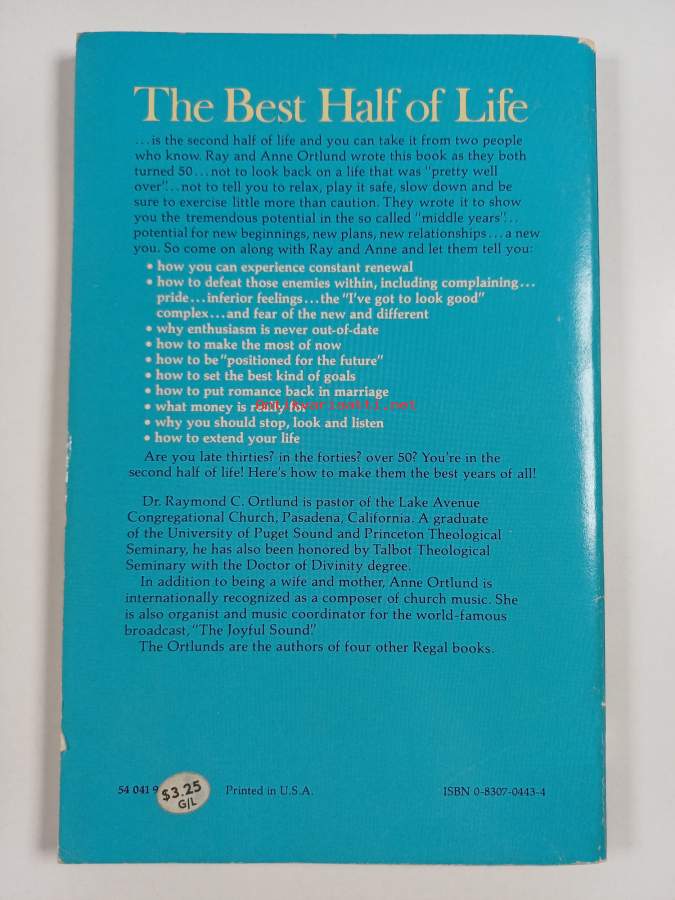 The Best Half of Life
...is the second half of life and you can take it from two people
who know. Ray and Anne Ortlund wrote this book as they both
turned 50...not to look back on a life that was "pretty well
over"...not to tell you to relax, play it safe, slow down and be
sure to exercise little more than caution. They wrote it to show
you the tremendous potential in the so called "middle years"...
potential for new beginnings, new plans, new relationships...a new
you. So come on along with Ray and Anne and let them tell you:
• how you can experience constant renewal
• how to defeat those enemies within, including complaining...
pride...inferior feelings...the "I've got to look good"
complex...and fear of the new and different
• why enthusiasm is never out-of-date
• how to make the most of now
• how to be "positioned for the future"
• how to set the best kind of goals
• how to put romance back in marriage
• what money is really for
Antikvariaatti.net
• why you should stop, look and listen
• how to extend your life
Are you late thirties? in the forties? over 50? You're in the
second half of life! Here's how to make them the best years of all!
Dr. Raymond C. Ortlund is pastor of the Lake Avenue
Congregational Church, Pasadena, California. A graduate
of the University of Puget Sound and Princeton Theological
Seminary, he has also been honored by Talbot Theological
Seminary with the Doctor of Divinity degree.
In addition to being a wife and mother, Anne Ortlund is
internationally recognized as a composer of church music. She
is also organist and music coordinator for the world-famous
broadcast, "The Joyful Sound."
The Ortlunds are the authors of four other Regal books.
54 041 9
$3.25
G/L
Printed in U.S.A.
ISBN 0-8307-0443-4